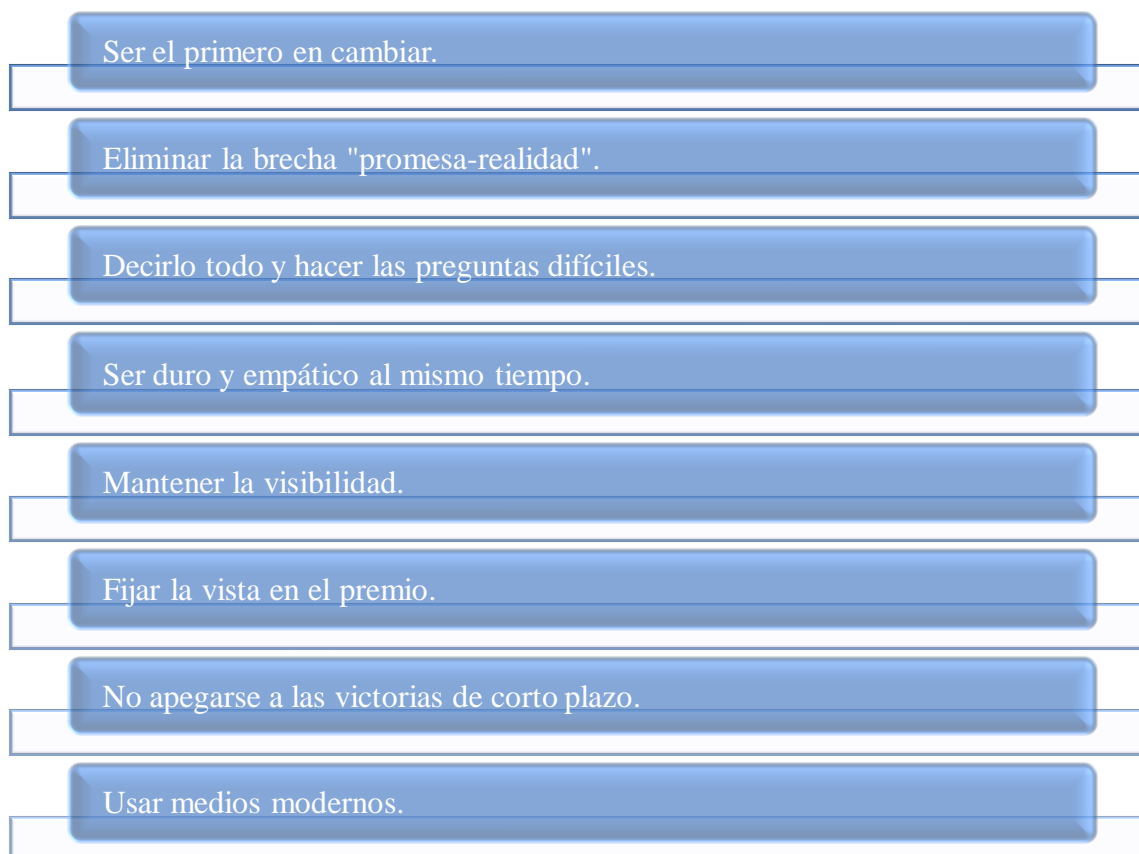 Ser el primero en cambiar.
Eliminar la brecha "promesa-realidad".
Decirlo todo y hacer las preguntas difíciles.
Ser duro y empático al mismo tiempo.
Mantener la visibilidad.
Fijar la vista en el premio.
No apegarse a las victorias de corto plazo.
Usar medios modernos.